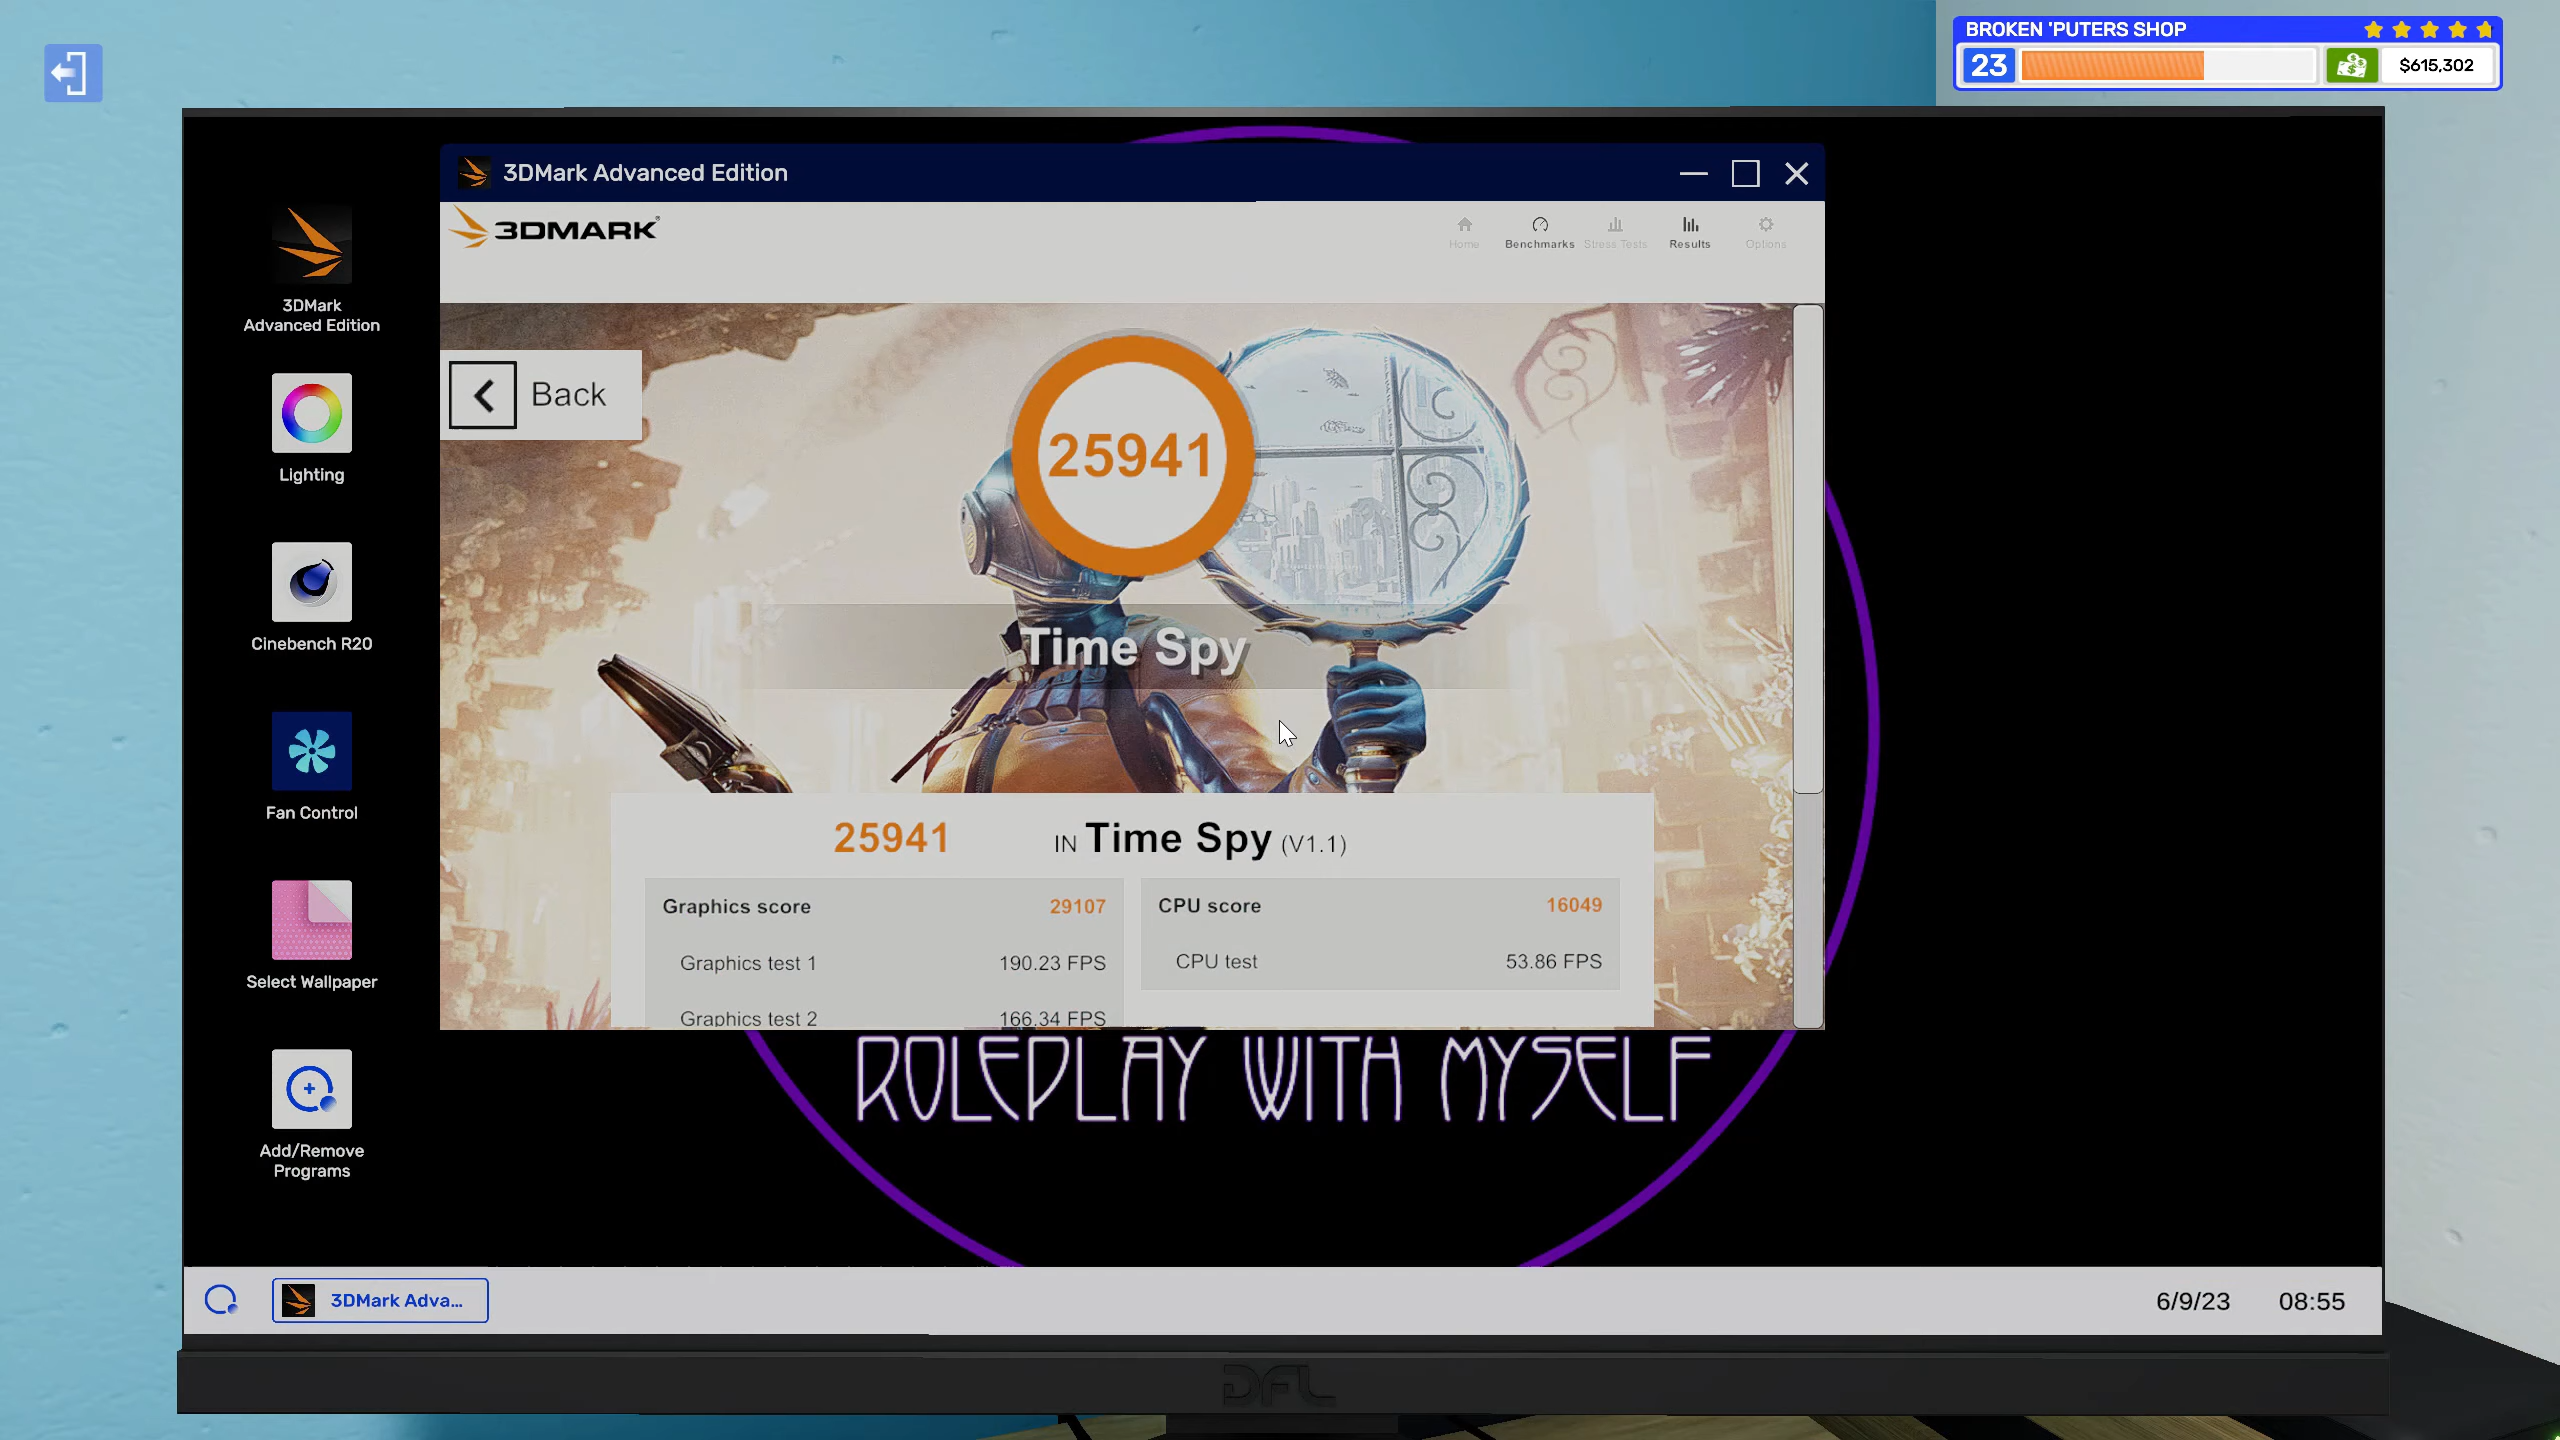 BROKEN 'PUTERS SHOP
23
$615,302
3DMark Advanced Edition
3DMARK
Home
Benchmarks
Stress Tests
Results
Options
3DMark
Advanced Edition
Back
25941
Lighting
Time Spy
Cinebench R20
Fan Control
25941 IN Time Spy (V1.1)
Graphics score 29107
CPU score 16049
Graphics test 1 190.23 FPS
CPU test 53.86 FPS
Graphics test 2 166.34 FPS
Select Wallpaper
ROLEPLAY WITH MYSELF
Add/Remove
Programs
3DMark Adva...
6/9/23
08:55
DFL